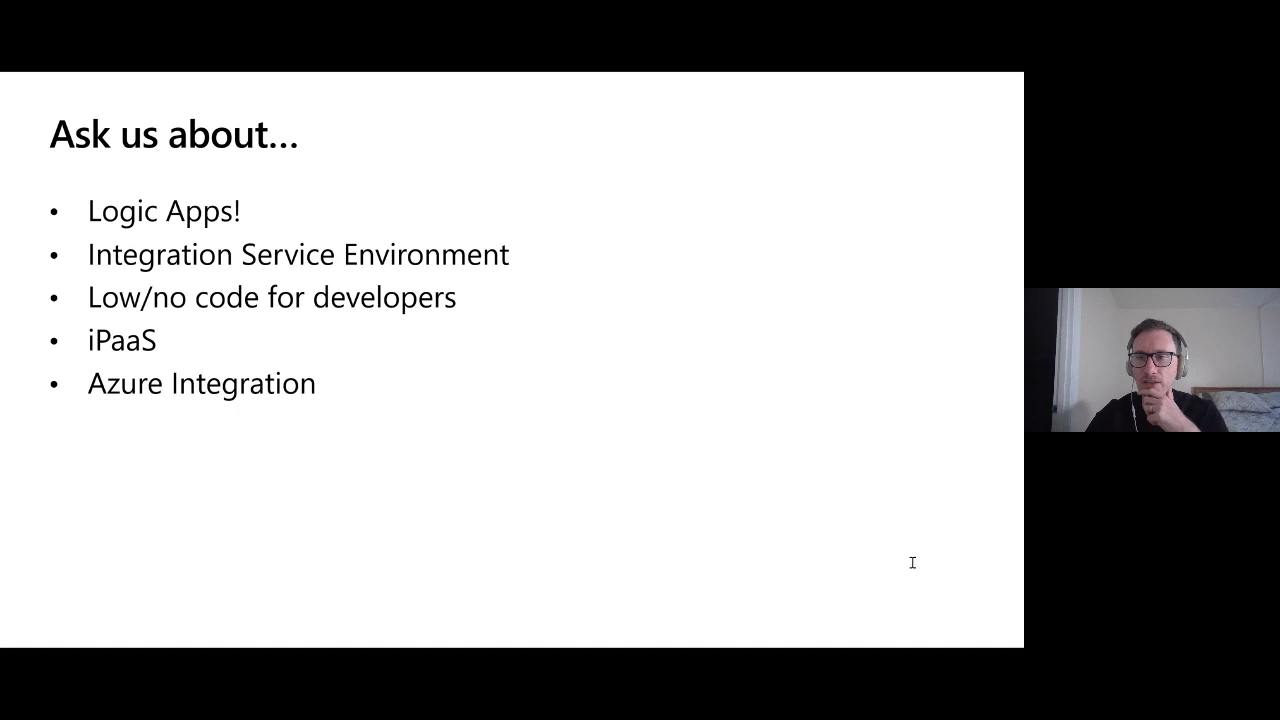 Ask us about...
• Logic Apps!
• Integration Service Environment
• Low/no code for developers
• iPaaS
• Azure Integration